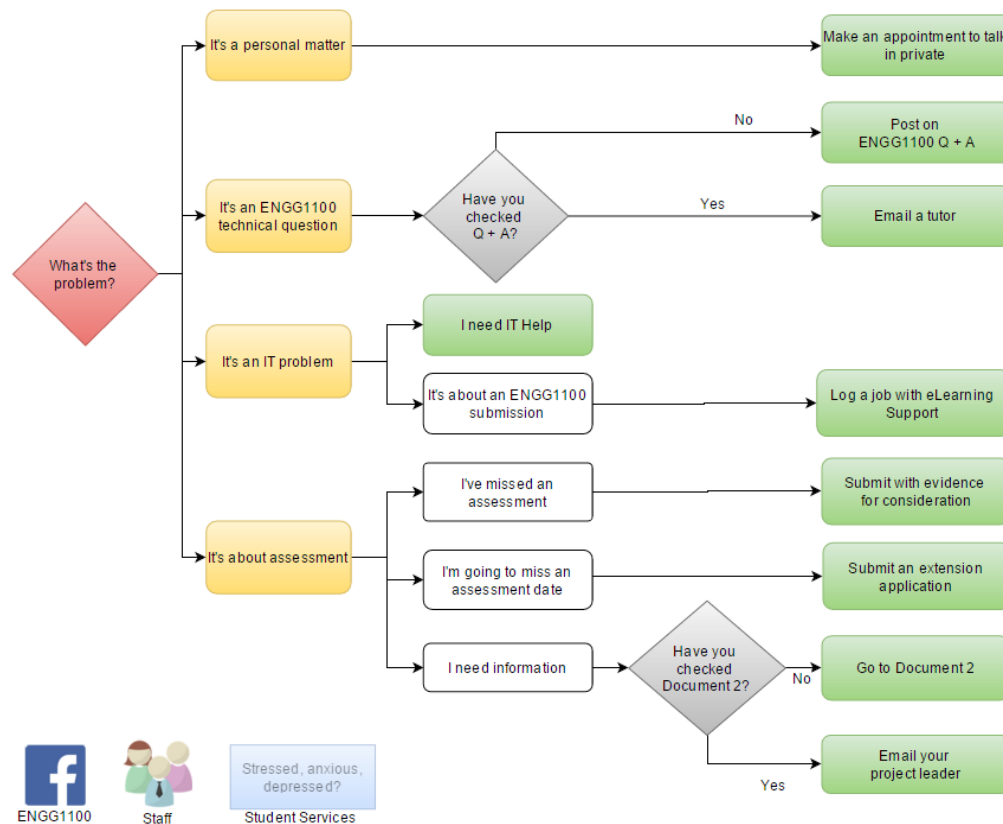 It's a personal matter
Make an appointment to talk
in private
No
Post on
ENGG1100 Q + A
It's an ENGG1100
technical question
Have you
checked
Q + A?
Yes
Email a tutor
What's the
problem?
I need IT Help
It's an IT problem
It's about an ENGG1100
submission
Log a job with eLearning
Support
I've missed an
assessment
Submit with evidence
for consideration
It's about assessment
I'm going to miss an
assessment date
Submit an extension
application
I need information
Have you
checked
Document 2?
No
Go to Document 2
Yes
Email your
project leader
f
ENGG1100
Staff
Stressed, anxious,
depressed?
Student Services